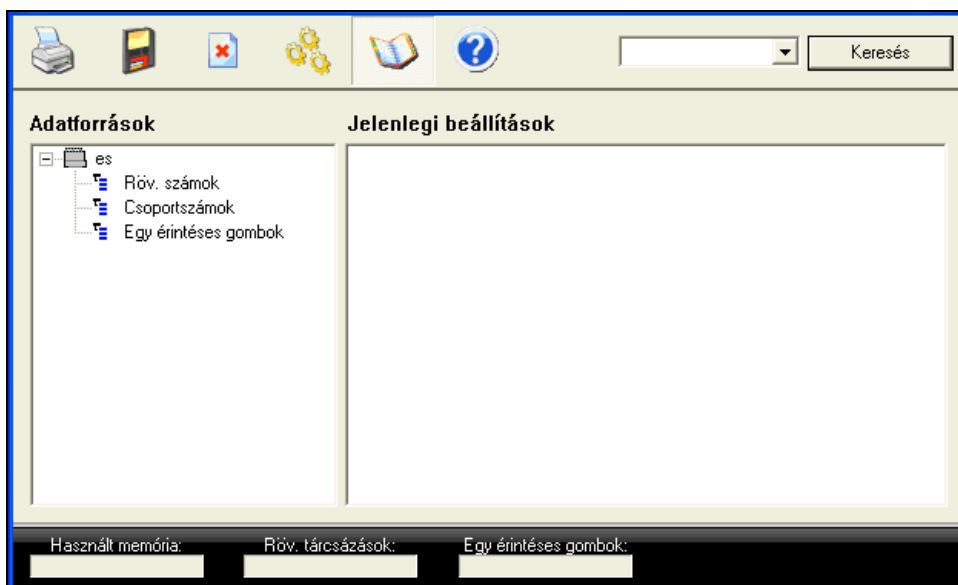 Keresés
Adatforrások
Jelenlegi beállítások
es
Röv. számok
Csoportszámok
Egy érintéses gombok
Használt memória:
Röv. tárcsázások:
Egy érintéses gombok: